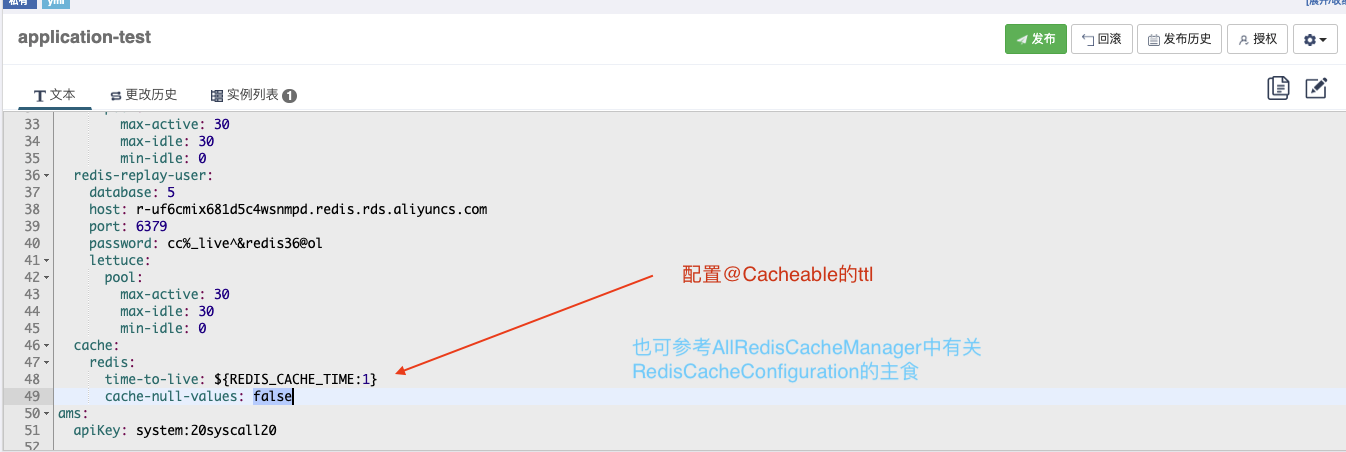 私有 yml
[展开/收缩
application-test
发布 回滚 发布历史 授权
文本 更改历史 实例列表 1
33 max-active: 30
34 max-idle: 30
35 min-idle: 0
36 redis-replay-user:
37 database: 5
38 host: r-uf6cmix681d5c4wsnmpd.redis.rds.aliyuncs.com
39 port: 6379
40 password: cc%_live^&redis36@ol
41 lettuce:
42 pool:
43 max-active: 30
44 max-idle: 30
45 min-idle: 0
46 cache:
47 redis:
48 time-to-live: ${REDIS_CACHE_TIME:1}
49 cache-null-values: false
50 ams:
51 apiKey: system:20syscall20
52
配置@Cacheable的ttl
也可参考AllRedisCacheManager中有关
RedisCacheConfiguration的主食